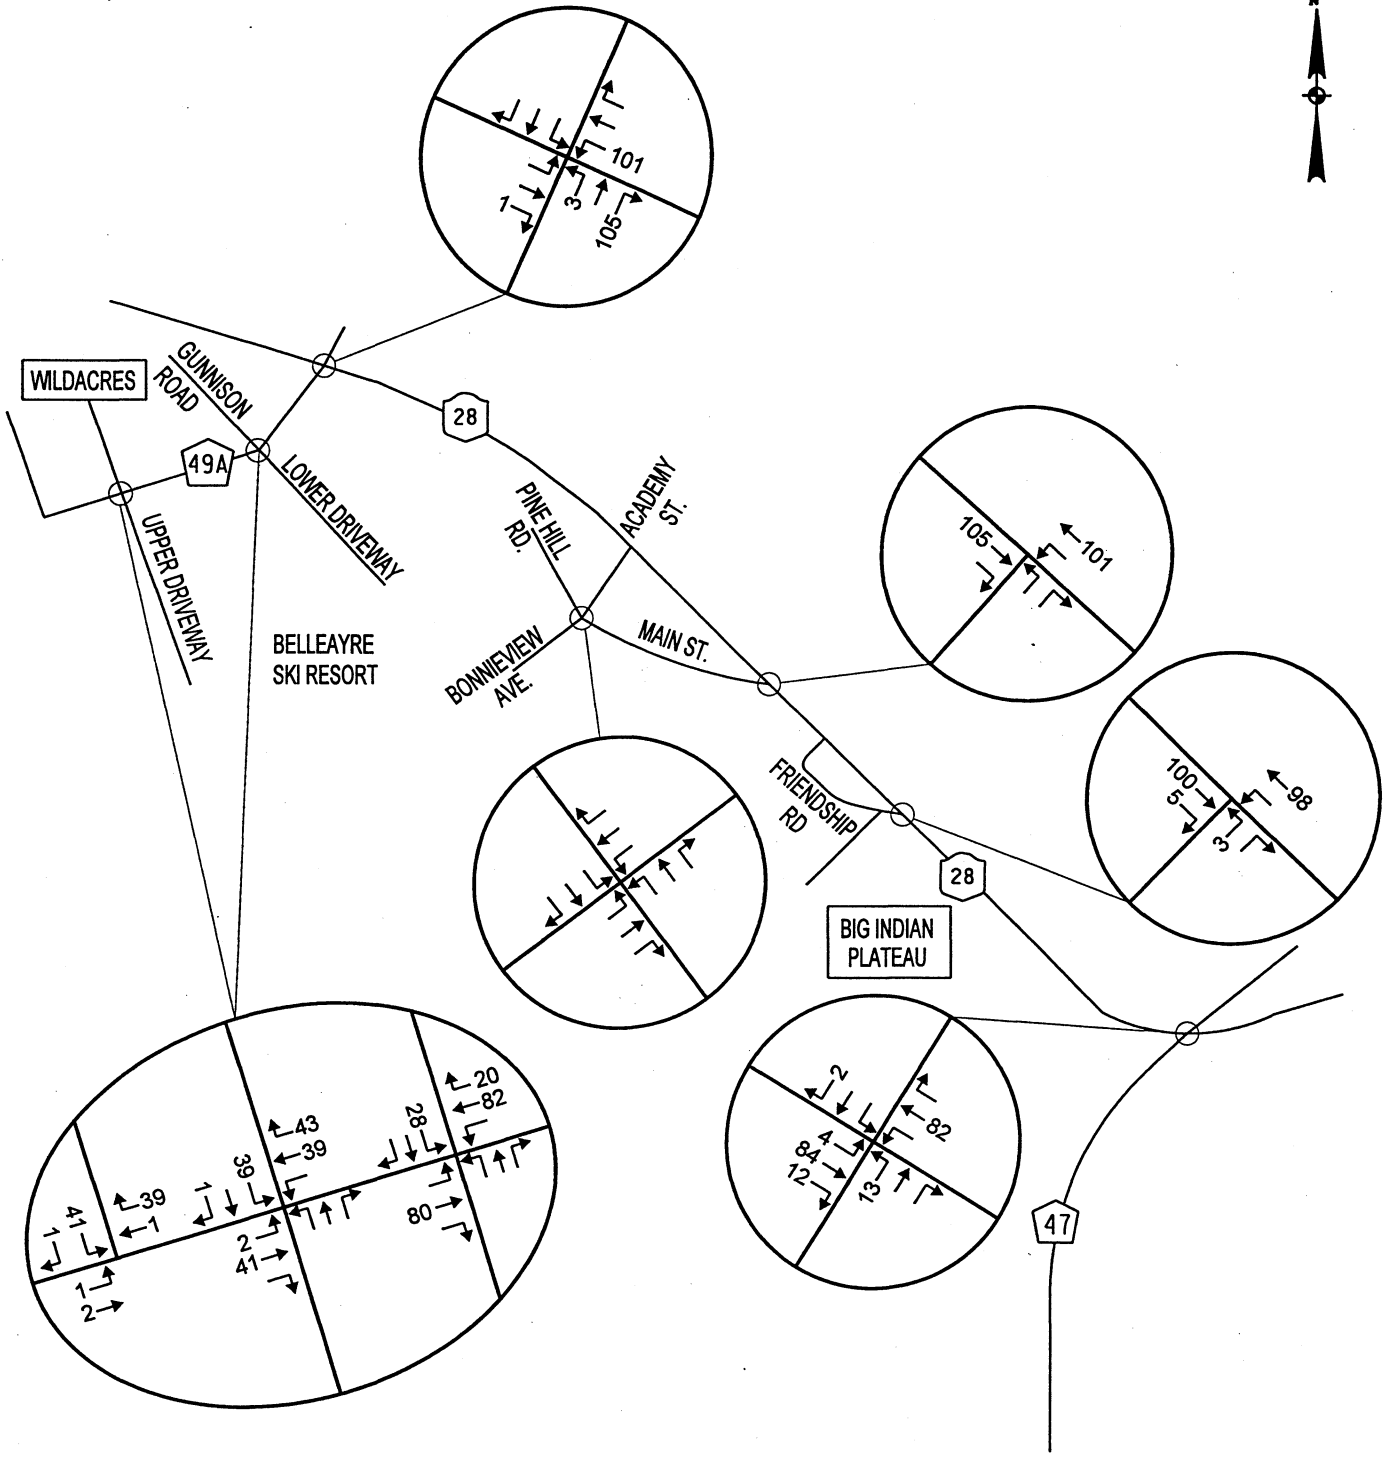 N
101
1
3
105
WILDACRES
GUNNISON
ROAD
28
49A
LOWER DRIVEWAY
UPPER DRIVEWAY
BELLEAYRE
SKI RESORT
PINE HILL
RD.
ACADEMY
ST.
BONNIEVIEW
AVE.
MAIN ST.
105
101
FRIENDSHIP
RD
100
5
98
3
28
BIG INDIAN
PLATEAU
2
4
84
12
82
13
47
20
82
28
80
43
39
39
1
2
41
39
1
41
1
1
2